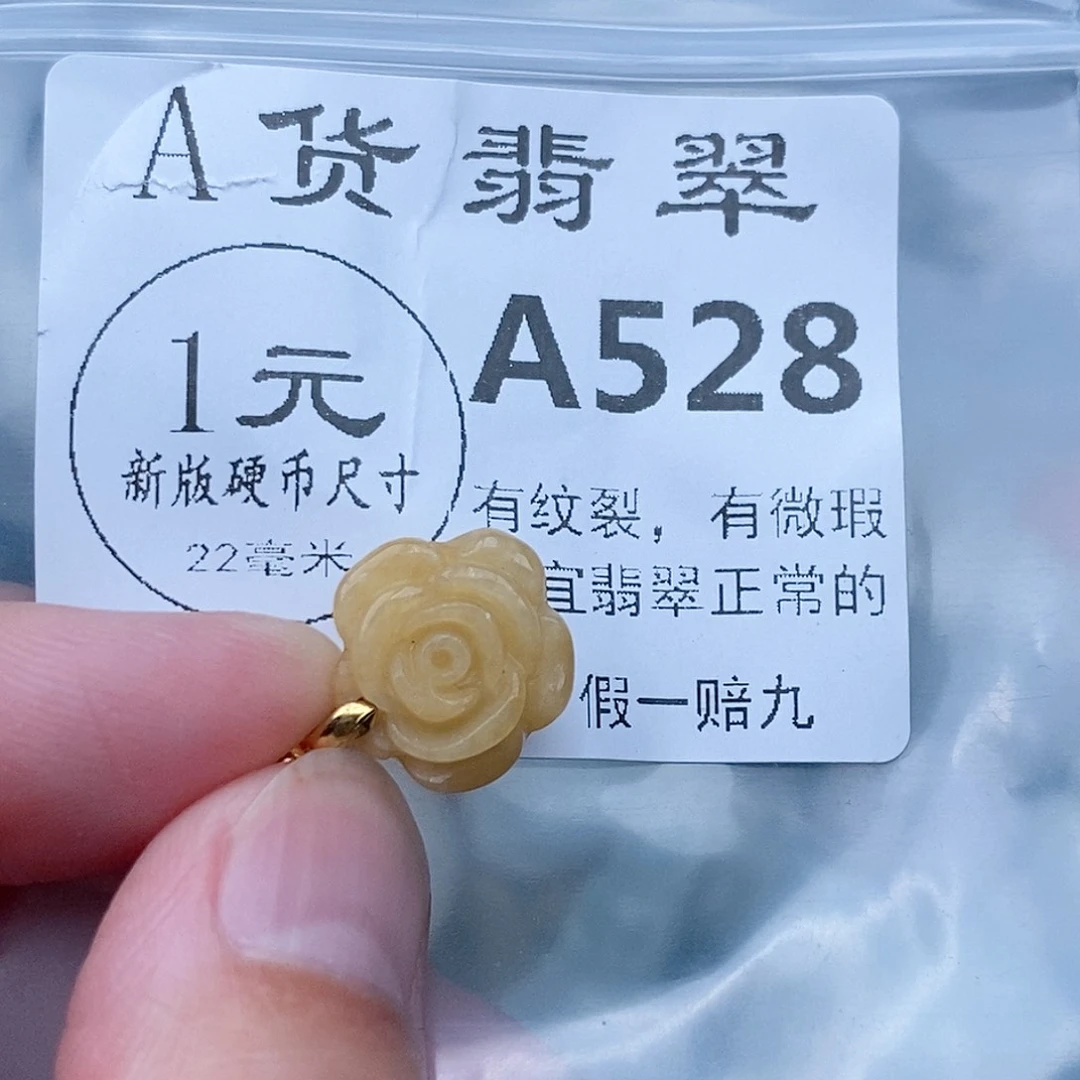 A货翡翠
1元
新版硬币尺寸
22毫米
A528
有纹裂，有微瑕
宜翡翠正常的
假一赔九